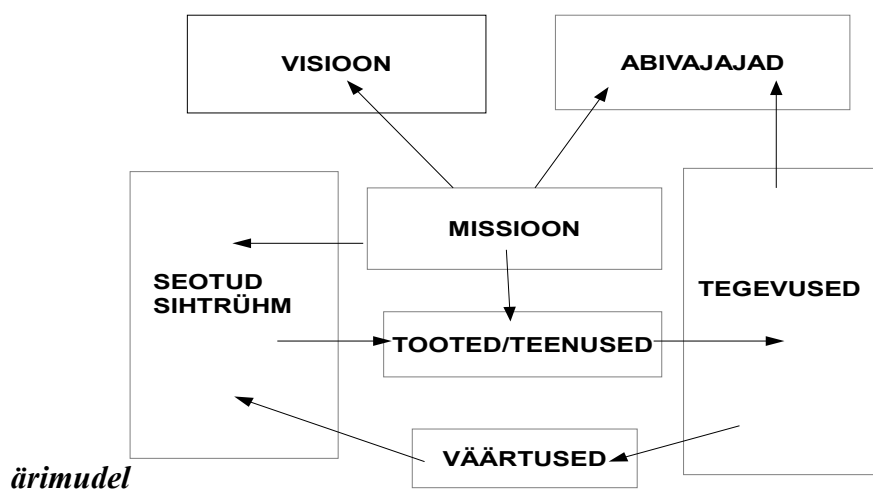 VISIOON
ABIVAJAJAD
MISSIOON
SEOTUD
SIHTRÜHM
TEGEVUSED
TOOTED/TEENUSED
VÄÄRTUSED
ärimudel